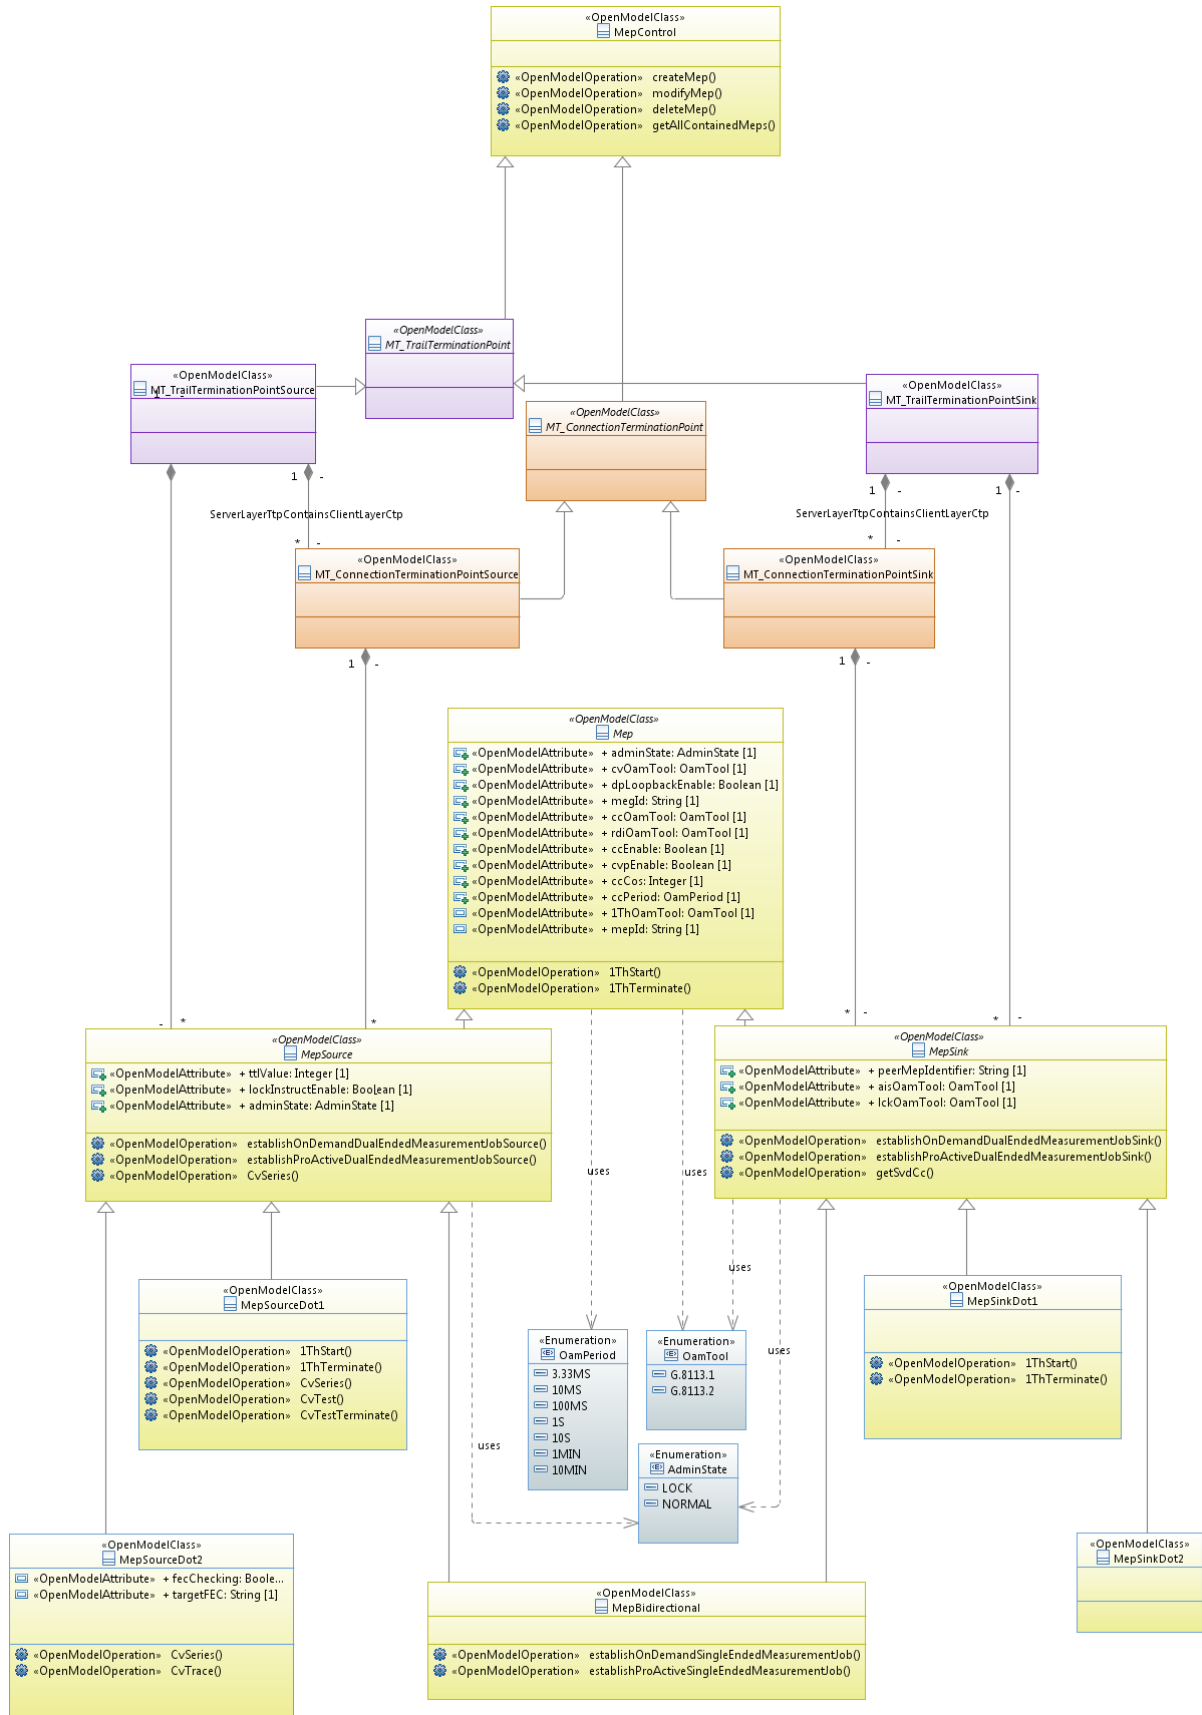 «OpenModelClass»
MepControl
«OpenModelOperation» createMep()
«OpenModelOperation» modifyMep()
«OpenModelOperation» deleteMep()
«OpenModelOperation» getAllContainedMeps()
«OpenModelClass»
MT_TrailTerminationPoint
«OpenModelClass»
MT_TrailTerminationPointSource
1 -
«OpenModelClass»
MT_TrailTerminationPointSink
«OpenModelClass»
MT_ConnectionTerminationPoint
1 -
ServerLayerTtpContainsClientLayerCtp
* -
1 -
ServerLayerTtpContainsClientLayerCtp
* -
1 -
«OpenModelClass»
MT_ConnectionTerminationPointSource
«OpenModelClass»
MT_ConnectionTerminationPointSink
1 -
1 -
«OpenModelClass»
Mep
«OpenModelAttribute» + adminState: AdminState [1]
«OpenModelAttribute» + cvOamTool: OamTool [1]
«OpenModelAttribute» + dpLoopbackEnable: Boolean [1]
«OpenModelAttribute» + megId: String [1]
«OpenModelAttribute» + ccOamTool: OamTool [1]
«OpenModelAttribute» + rdiOamTool: OamTool [1]
«OpenModelAttribute» + ccEnable: Boolean [1]
«OpenModelAttribute» + cvpEnable: Boolean [1]
«OpenModelAttribute» + ccCos: Integer [1]
«OpenModelAttribute» + ccPeriod: OamPeriod [1]
«OpenModelAttribute» + 1ThOamTool: OamTool [1]
«OpenModelAttribute» + mepId: String [1]
«OpenModelOperation» 1ThStart()
«OpenModelOperation» 1ThTerminate()
- *
*
* -
* -
«OpenModelClass»
MepSource
«OpenModelAttribute» + ttlValue: Integer [1]
«OpenModelAttribute» + lockInstructEnable: Boolean [1]
«OpenModelAttribute» + adminState: AdminState [1]
«OpenModelOperation» establishOnDemandDualEndedMeasurementJobSource()
«OpenModelOperation» establishProActiveDualEndedMeasurementJobSource()
«OpenModelOperation» CvSeries()
«OpenModelClass»
MepSink
«OpenModelAttribute» + peerMepIdentifier: String [1]
«OpenModelAttribute» + aisOamTool: OamTool [1]
«OpenModelAttribute» + lckOamTool: OamTool [1]
«OpenModelOperation» establishOnDemandDualEndedMeasurementJobSink()
«OpenModelOperation» establishProActiveDualEndedMeasurementJobSink()
«OpenModelOperation» getSvdCc()
uses
uses
uses
uses
uses
«OpenModelClass»
MepSourceDot1
«OpenModelOperation» 1ThStart()
«OpenModelOperation» 1ThTerminate()
«OpenModelOperation» CvSeries()
«OpenModelOperation» CvTest()
«OpenModelOperation» CvTestTerminate()
«Enumeration»
OamPeriod
3.33MS
10MS
100MS
1S
10S
1MIN
10MIN
«Enumeration»
OamTool
G.8113.1
G.8113.2
«OpenModelClass»
MepSinkDot1
«OpenModelOperation» 1ThStart()
«OpenModelOperation» 1ThTerminate()
«Enumeration»
AdminState
LOCK
NORMAL
«OpenModelClass»
MepSourceDot2
«OpenModelAttribute» + fecChecking: Boole...
«OpenModelAttribute» + targetFEC: String [1]
«OpenModelOperation» CvSeries()
«OpenModelOperation» CvTrace()
«OpenModelClass»
MepBidirectional
«OpenModelOperation» establishOnDemandSingleEndedMeasurementJob()
«OpenModelOperation» establishProActiveSingleEndedMeasurementJob()
«OpenModelClass»
MepSinkDot2